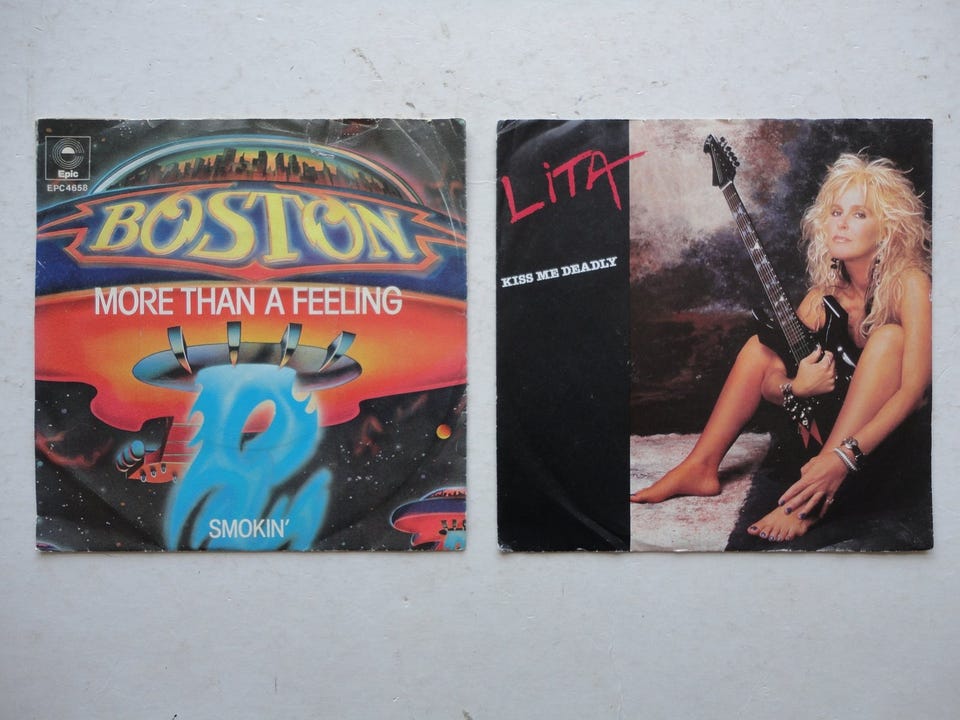 Epic
EPC4658
BOSTON
MORE THAN A FEELING
SMOKIN'
LiTA
KISS ME DEADLY